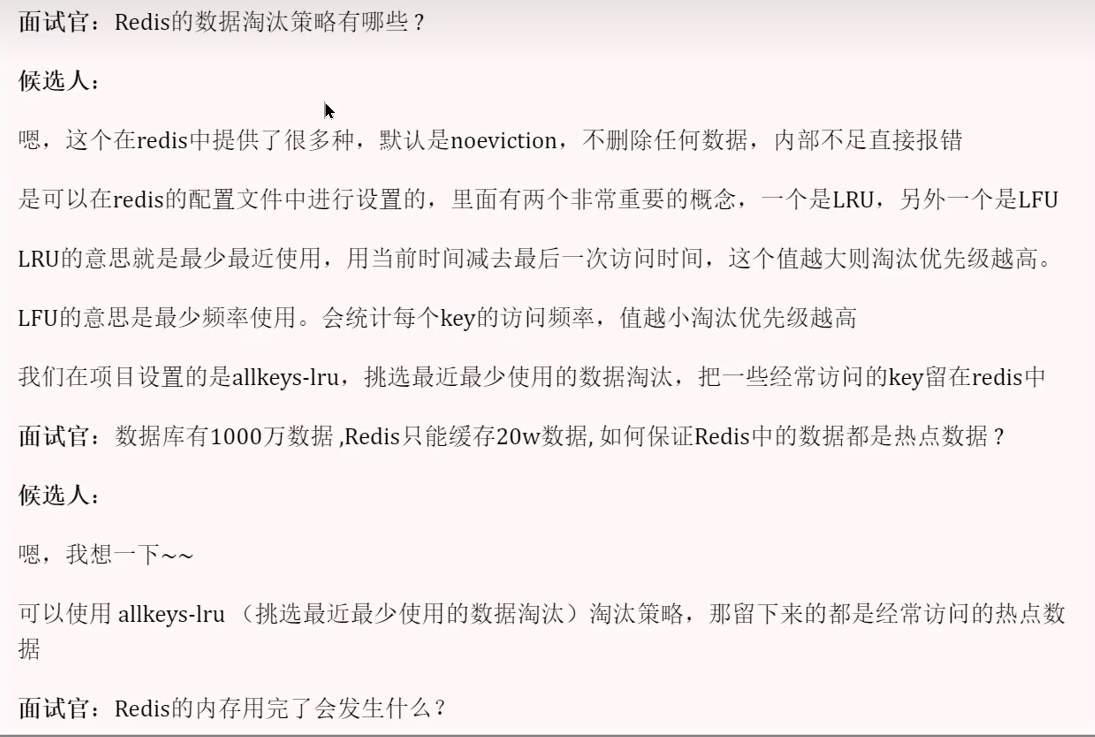 面试官：Redis的数据淘汰策略有哪些 ?
候选人：
嗯，这个在redis中提供了很多种，默认是noeviction，不删除任何数据，内部不足直接报错
是可以在redis的配置文件中进行设置的，里面有两个非常重要的概念，一个是LRU，另外一个是LFU
LRU的意思就是最少最近使用，用当前时间减去最后一次访问时间，这个值越大则淘汰优先级越高。
LFU的意思是最少频率使用。会统计每个key的访问频率，值越小淘汰优先级越高
我们在项目设置的是allkeys-lru，挑选最近最少使用的数据淘汰，把一些经常访问的key留在redis中
面试官：数据库有1000万数据 ,Redis只能缓存20w数据, 如何保证Redis中的数据都是热点数据 ?
候选人：
嗯，我想一下~~
可以使用 allkeys-lru （挑选最近最少使用的数据淘汰）淘汰策略，那留下来的都是经常访问的热点数
据
面试官：Redis的内存用完了会发生什么？